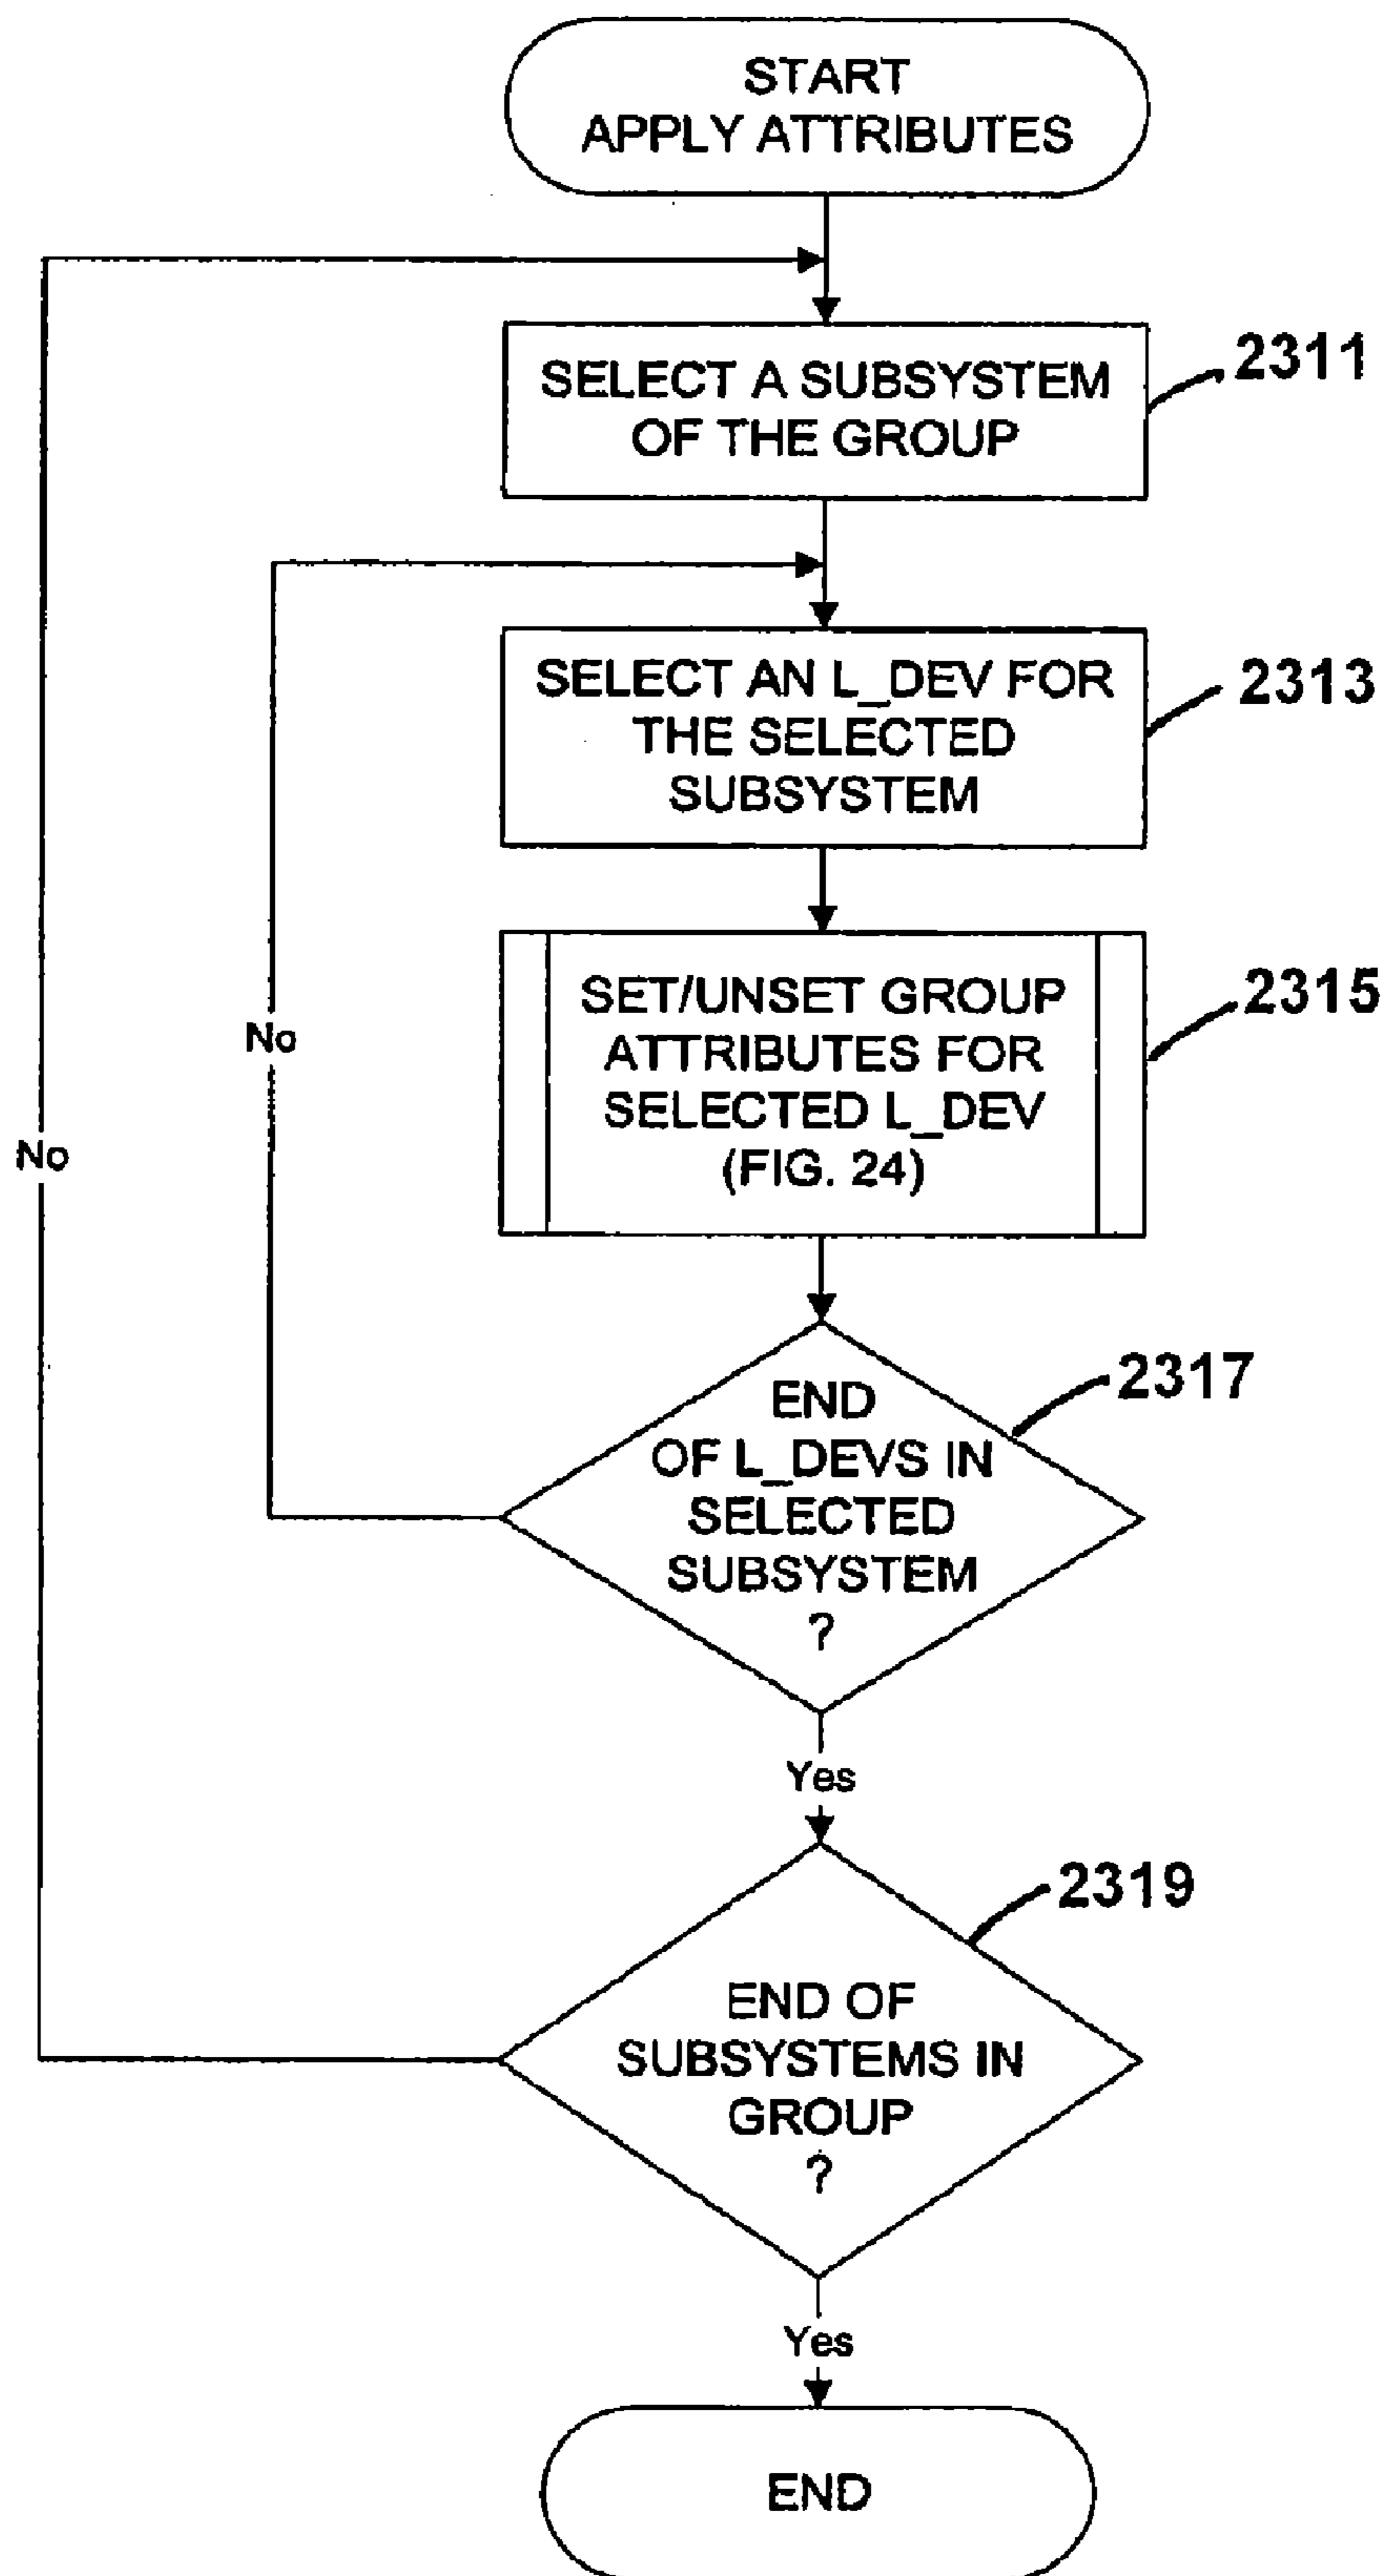 START
APPLY ATTRIBUTES
SELECT A SUBSYSTEM
OF THE GROUP
2311
SELECT AN L_DEV FOR
THE SELECTED
SUBSYSTEM
2313
SET/UNSET GROUP
ATTRIBUTES FOR
SELECTED L_DEV
(FIG. 24)
2315
No
No
END
OF L_DEVS IN
SELECTED
SUBSYSTEM
?
2317
Yes
END OF
SUBSYSTEMS IN
GROUP
?
2319
Yes
END